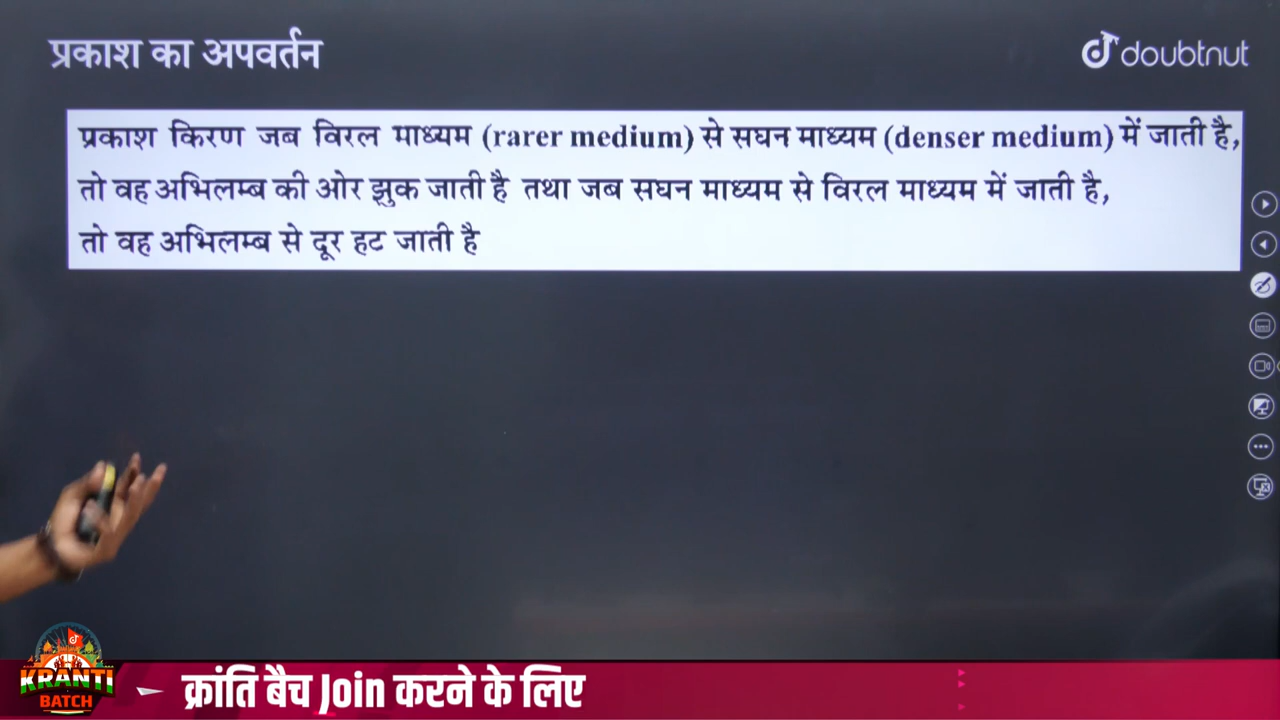 प्रकाश का अपवर्तन
doubtnut
प्रकाश किरण जब विरल माध्यम (rarer medium) से सघन माध्यम (denser medium) में जाती है,
तो वह अभिलम्ब की ओर झुक जाती है तथा जब सघन माध्यम से विरल माध्यम में जाती है,
तो वह अभिलम्ब से दूर हट जाती है
KRANTI
BATCH
क्रांति बैच Join करने के लिए